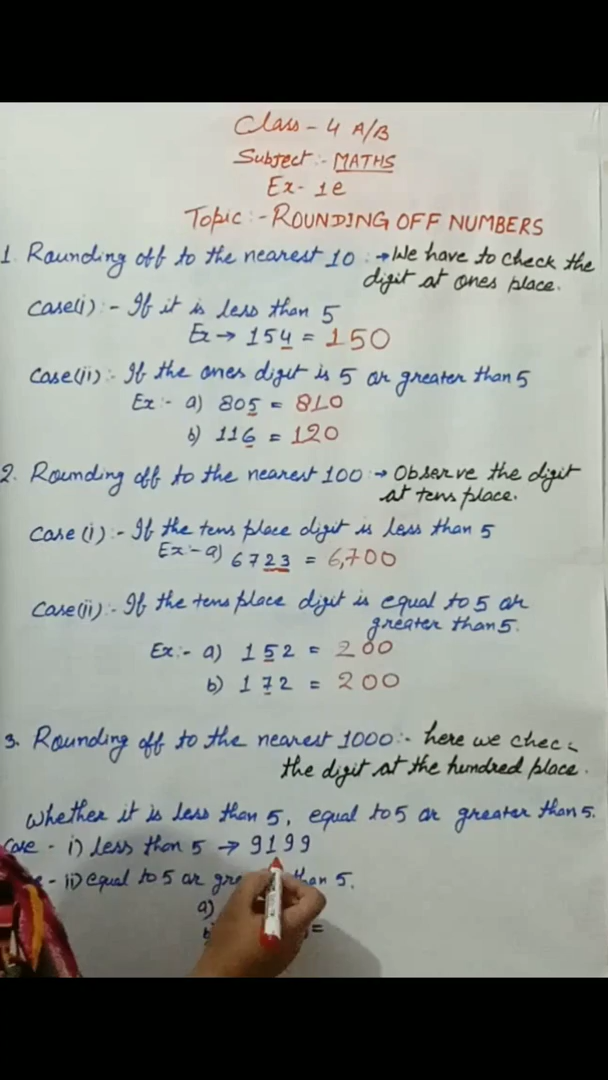 Class - 4 A/B
Subject :- MATHS
Ex - 1e
Topic :- ROUNDING OFF NUMBERS
1. Rounding off to the nearest 10 :→ We have to check the
digit at ones place.
Case(i) :- If it is less than 5
Ex → 154 = 150
Case(ii) :- If the ones digit is 5 or greater than 5
Ex :- a) 805 = 810
b) 116 = 120
2. Rounding off to the nearest 100 :→ Observe the digit
at tens place.
Case (i) :- If the tens place digit is less than 5
Ex :- a) 6723 = 6,700
Case(ii) :- If the tens place digit is equal to 5 or
greater than 5.
Ex :- a) 152 = 200
b) 172 = 200
3. Rounding off to the nearest 1000 :- here we chec
the digit at the hundred place.
Whether it is less than 5, equal to 5 or greater than 5.
Case - i) less than 5 → 9199
- ii) equal to 5 or than 5.
a)
=